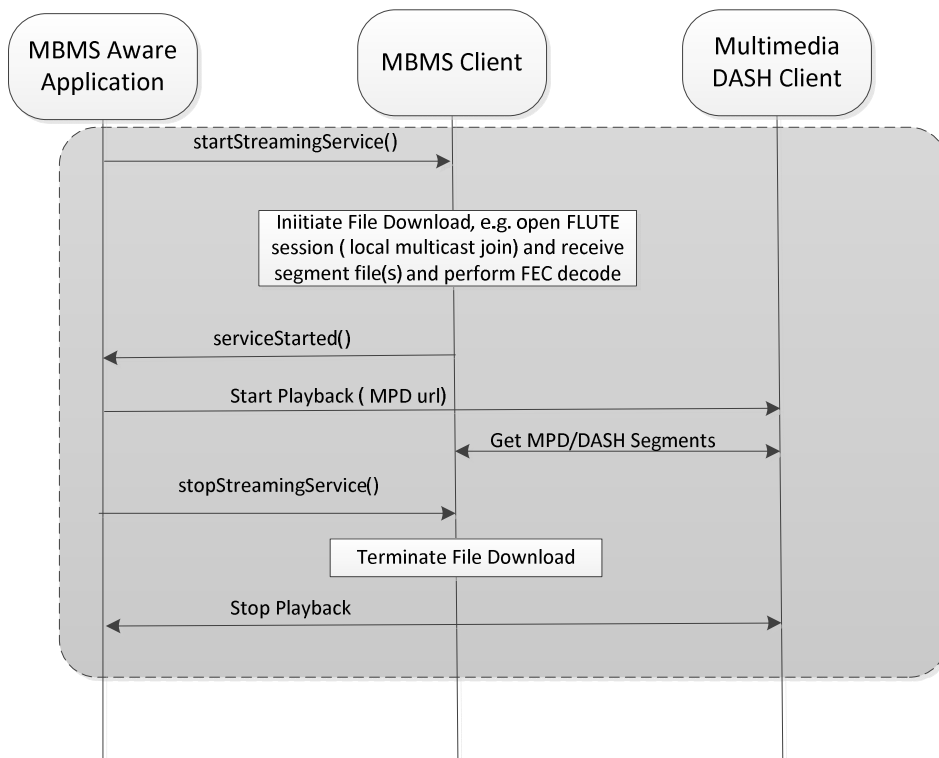 MBMS Aware
Application
MBMS Client
Multimedia
DASH Client
startStreamingService()
Iniitiate File Download, e.g. open FLUTE
session ( local multicast join) and receive
segment file(s) and perform FEC decode
serviceStarted()
Start Playback ( MPD url)
Get MPD/DASH Segments
stopStreamingService()
Terminate File Download
Stop Playback